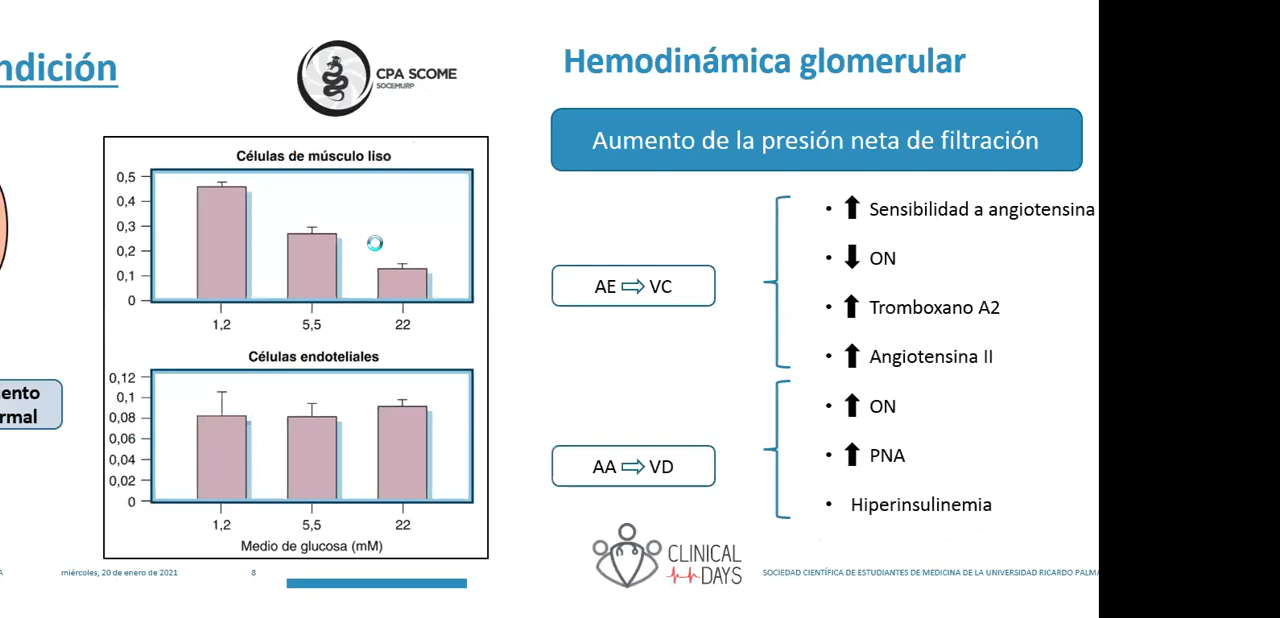 ndición
CPA SCOME
SOCEMURP
Células de músculo liso
0,5
0,4
0,3
0,2
0,1
0
1,2 5,5 22
Células endoteliales
0,12
0,1
0,08
0,06
0,04
0,02
0
1,2 5,5 22
Medio de glucosa (mM)
ento
rmal
A
miércoles, 20 de enero de 2021
8
Hemodinámica glomerular
Aumento de la presión neta de filtración
AE VC
• Sensibilidad a angiotensina
• ON
• Tromboxano A2
• Angiotensina II
AA VD
• ON
• PNA
• Hiperinsulinemia
CLINICAL
DAYS
SOCIEDAD CIENTÍFICA DE ESTUDIANTES DE MEDICINA DE LA UNIVERSIDAD RICARDO PALMA